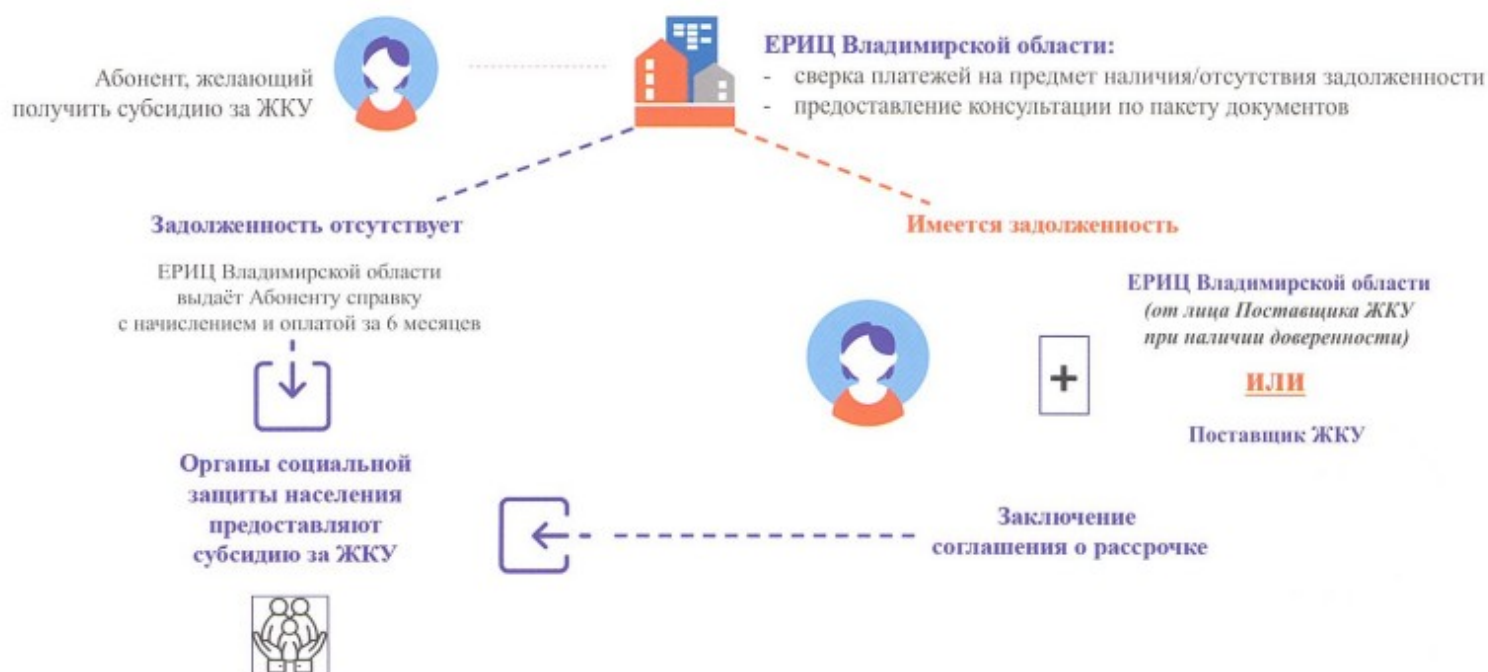 Абонент, желающий
получить субсидию за ЖКУ
ЕРИЦ Владимирской области:
- сверка платежей на предмет наличия/отсутствия задолженности
- предоставление консультации по пакету документов
Задолженность отсутствует
ЕРИЦ Владимирской области
выдаёт Абоненту справку
с начислением и оплатой за 6 месяцев
Органы социальной
защиты населения
предоставляют
субсидию за ЖКУ
Имеется задолженность
+
ЕРИЦ Владимирской области
(от лица Поставщика ЖКУ
при наличии доверенности)
ИЛИ
Поставщик ЖКУ
Заключение
соглашения о рассрочке